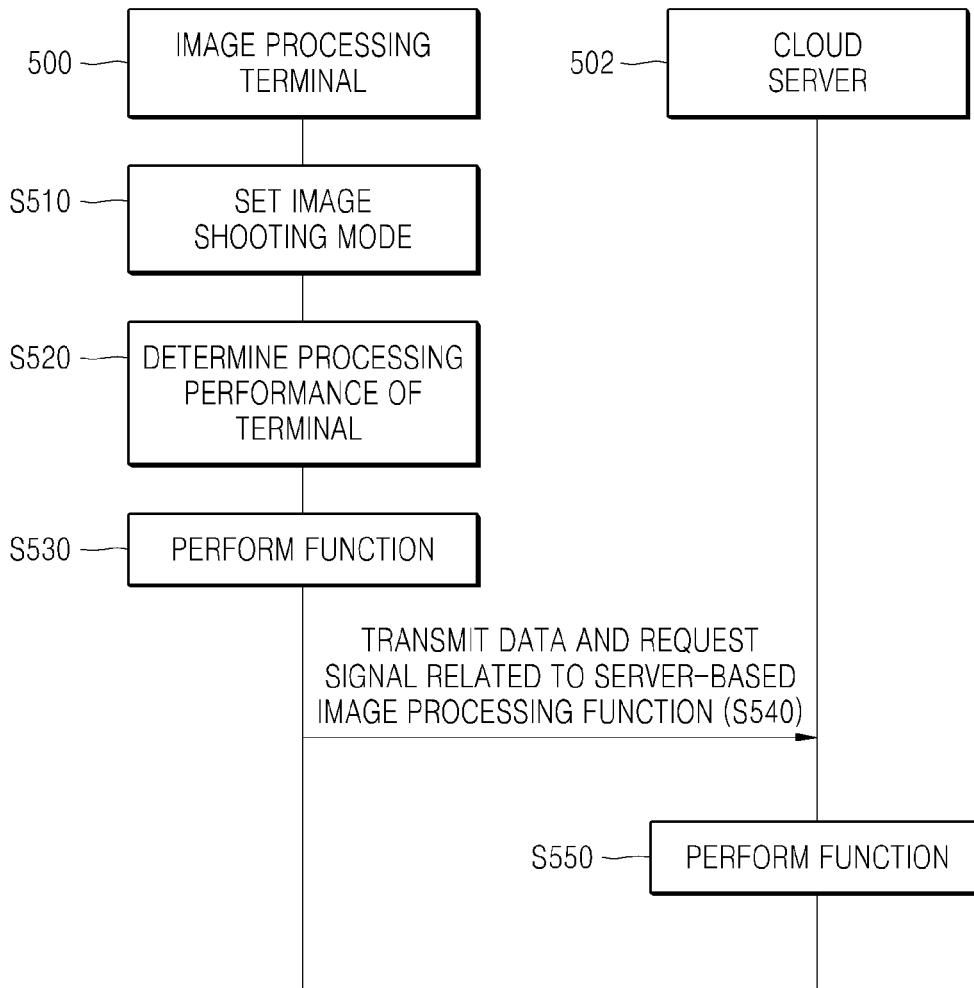 500
IMAGE PROCESSING
TERMINAL
502
CLOUD
SERVER
S510
SET IMAGE
SHOOTING MODE
S520
DETERMINE PROCESSING
PERFORMANCE OF
TERMINAL
S530
PERFORM FUNCTION
TRANSMIT DATA AND REQUEST
SIGNAL RELATED TO SERVER-BASED
IMAGE PROCESSING FUNCTION (S540)
S550
PERFORM FUNCTION